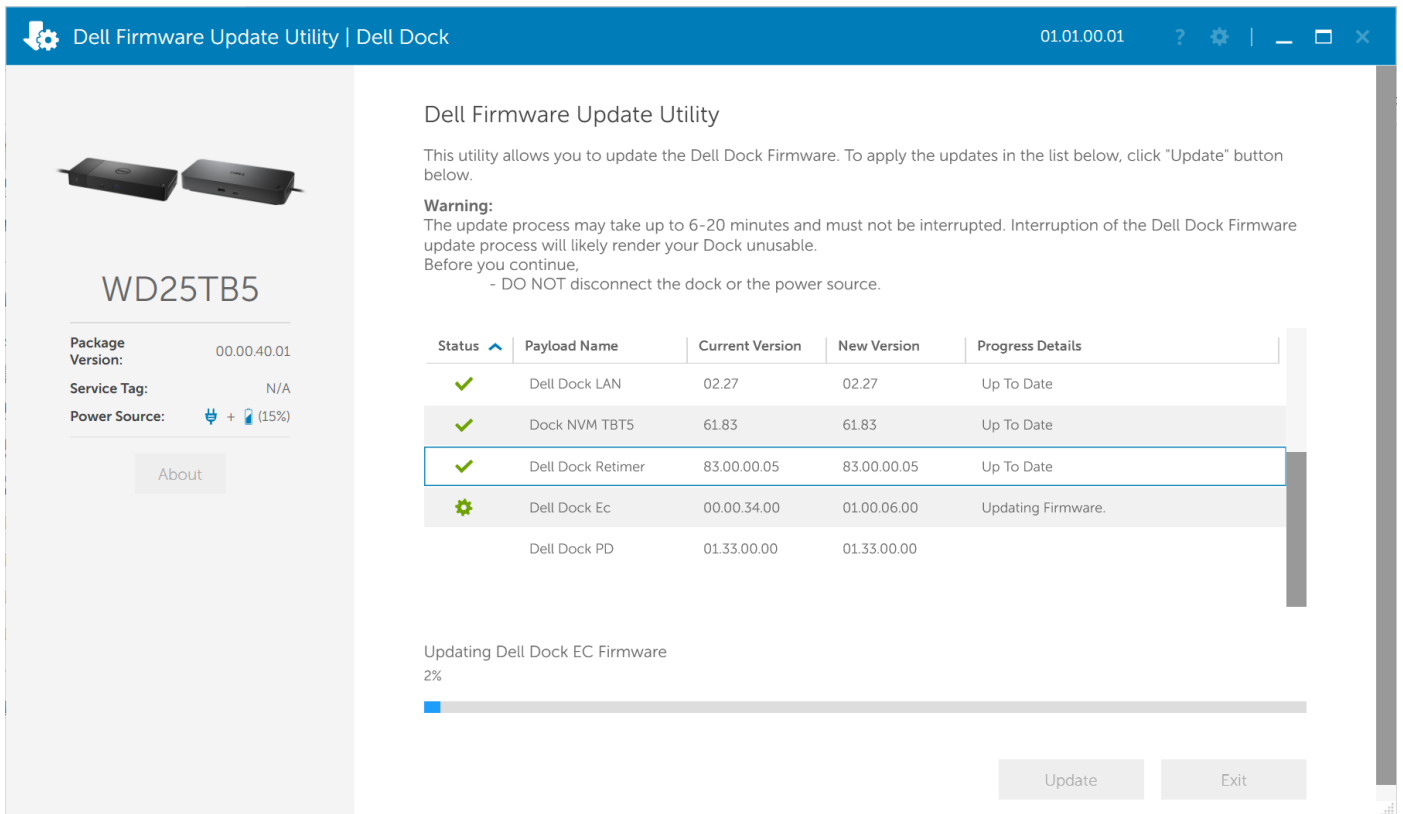 Dell Firmware Update Utility | Dell Dock
01.01.00.01
?
WD25TB5
Package Version: 00.00.40.01
Service Tag: N/A
Power Source: + (15%)
About
Dell Firmware Update Utility
This utility allows you to update the Dell Dock Firmware. To apply the updates in the list below, click "Update" button
below.
Warning:
The update process may take up to 6-20 minutes and must not be interrupted. Interruption of the Dell Dock Firmware
update process will likely render your Dock unusable.
Before you continue,
- DO NOT disconnect the dock or the power source.
Status Payload Name Current Version New Version Progress Details
Dell Dock LAN 02.27 02.27 Up To Date
Dock NVM TBT5 61.83 61.83 Up To Date
Dell Dock Retimer 83.00.00.05 83.00.00.05 Up To Date
Dell Dock Ec 00.00.34.00 01.00.06.00 Updating Firmware.
Dell Dock PD 01.33.00.00 01.33.00.00
Updating Dell Dock EC Firmware
2%
Update Exit